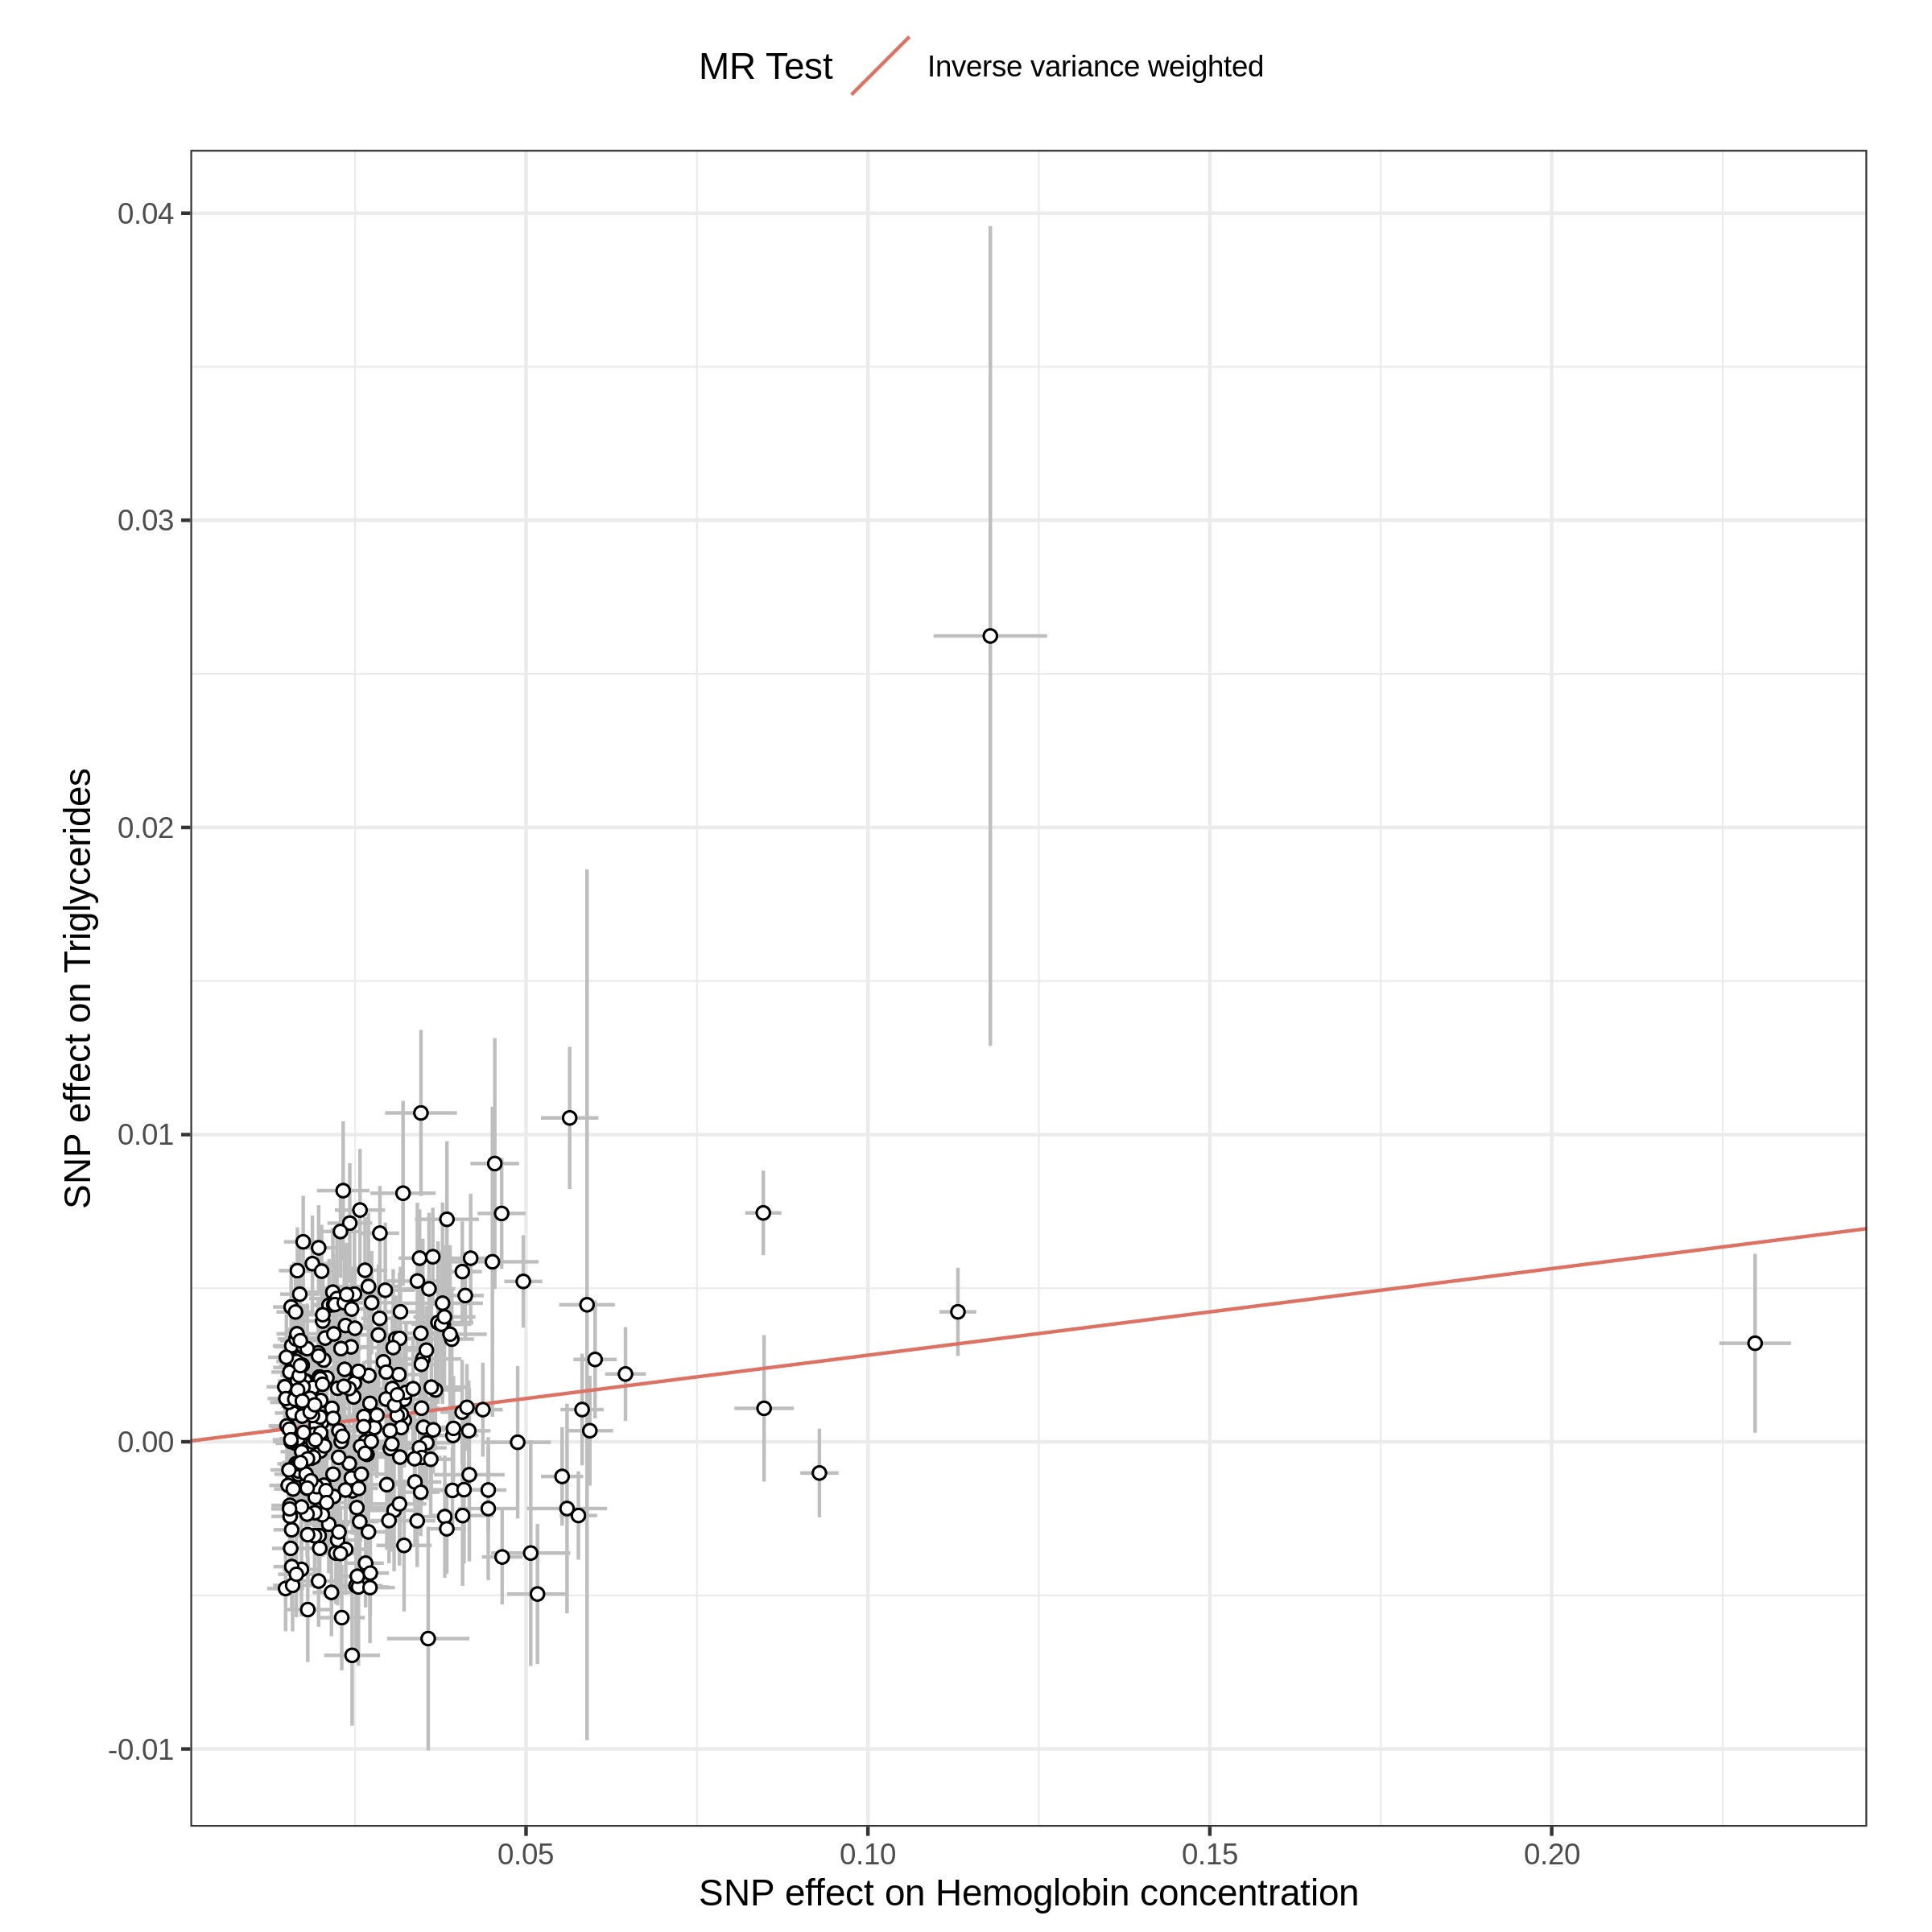 MR Test
Inverse variance weighted
0.04
0.03
0.02
0.01
0.00
-0.01
SNP effect on Triglycerides
0.05
0.10
0.15
0.20
SNP effect on Hemoglobin concentration